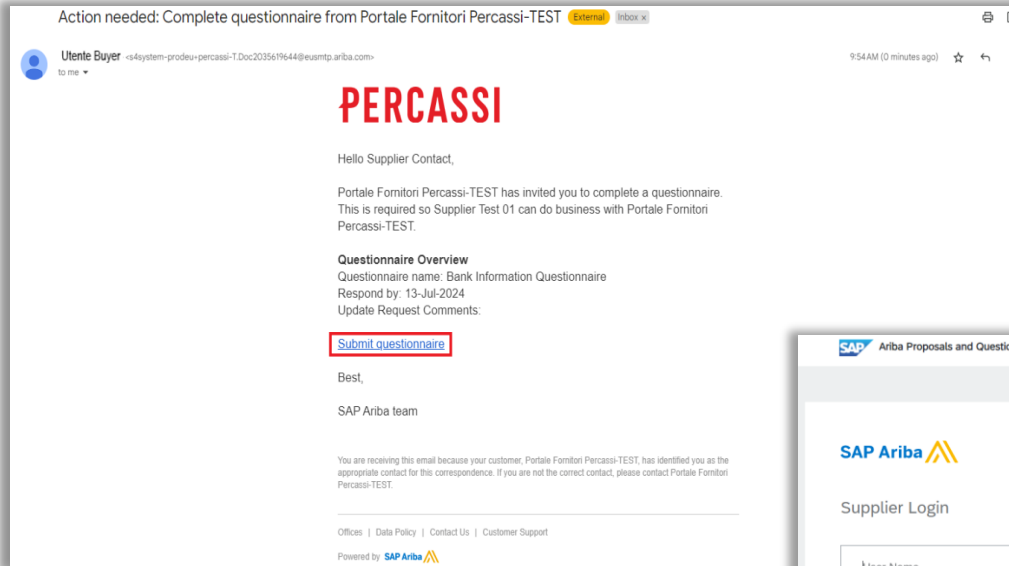 Action needed: Complete questionnaire from Portale Fornitori Percassi-TEST External Inbox x
Utente Buyer <s4system-prodeu+percassi-T.Doc2035619644@eusmtp.ariba.com>
9:54 AM (0 minutes ago)
to me
PERCASSI
Hello Supplier Contact,
Portale Fornitori Percassi-TEST has invited you to complete a questionnaire.
This is required so Supplier Test 01 can do business with Portale Fornitori
Percassi-TEST.
Questionnaire Overview
Questionnaire name: Bank Information Questionnaire
Respond by: 13-Jul-2024
Update Request Comments:
Submit questionnaire
Best,
SAP Ariba team
You are receiving this email because your customer, Portale Fornitori Percassi-TEST, has identified you as the
appropriate contact for this correspondence. If you are not the correct contact, please contact Portale Fornitori
Percassi-TEST.
Offices | Data Policy | Contact Us | Customer Support
Powered by SAP Ariba
SAP Ariba Proposals and Questio
SAP Ariba
Supplier Login
User Name